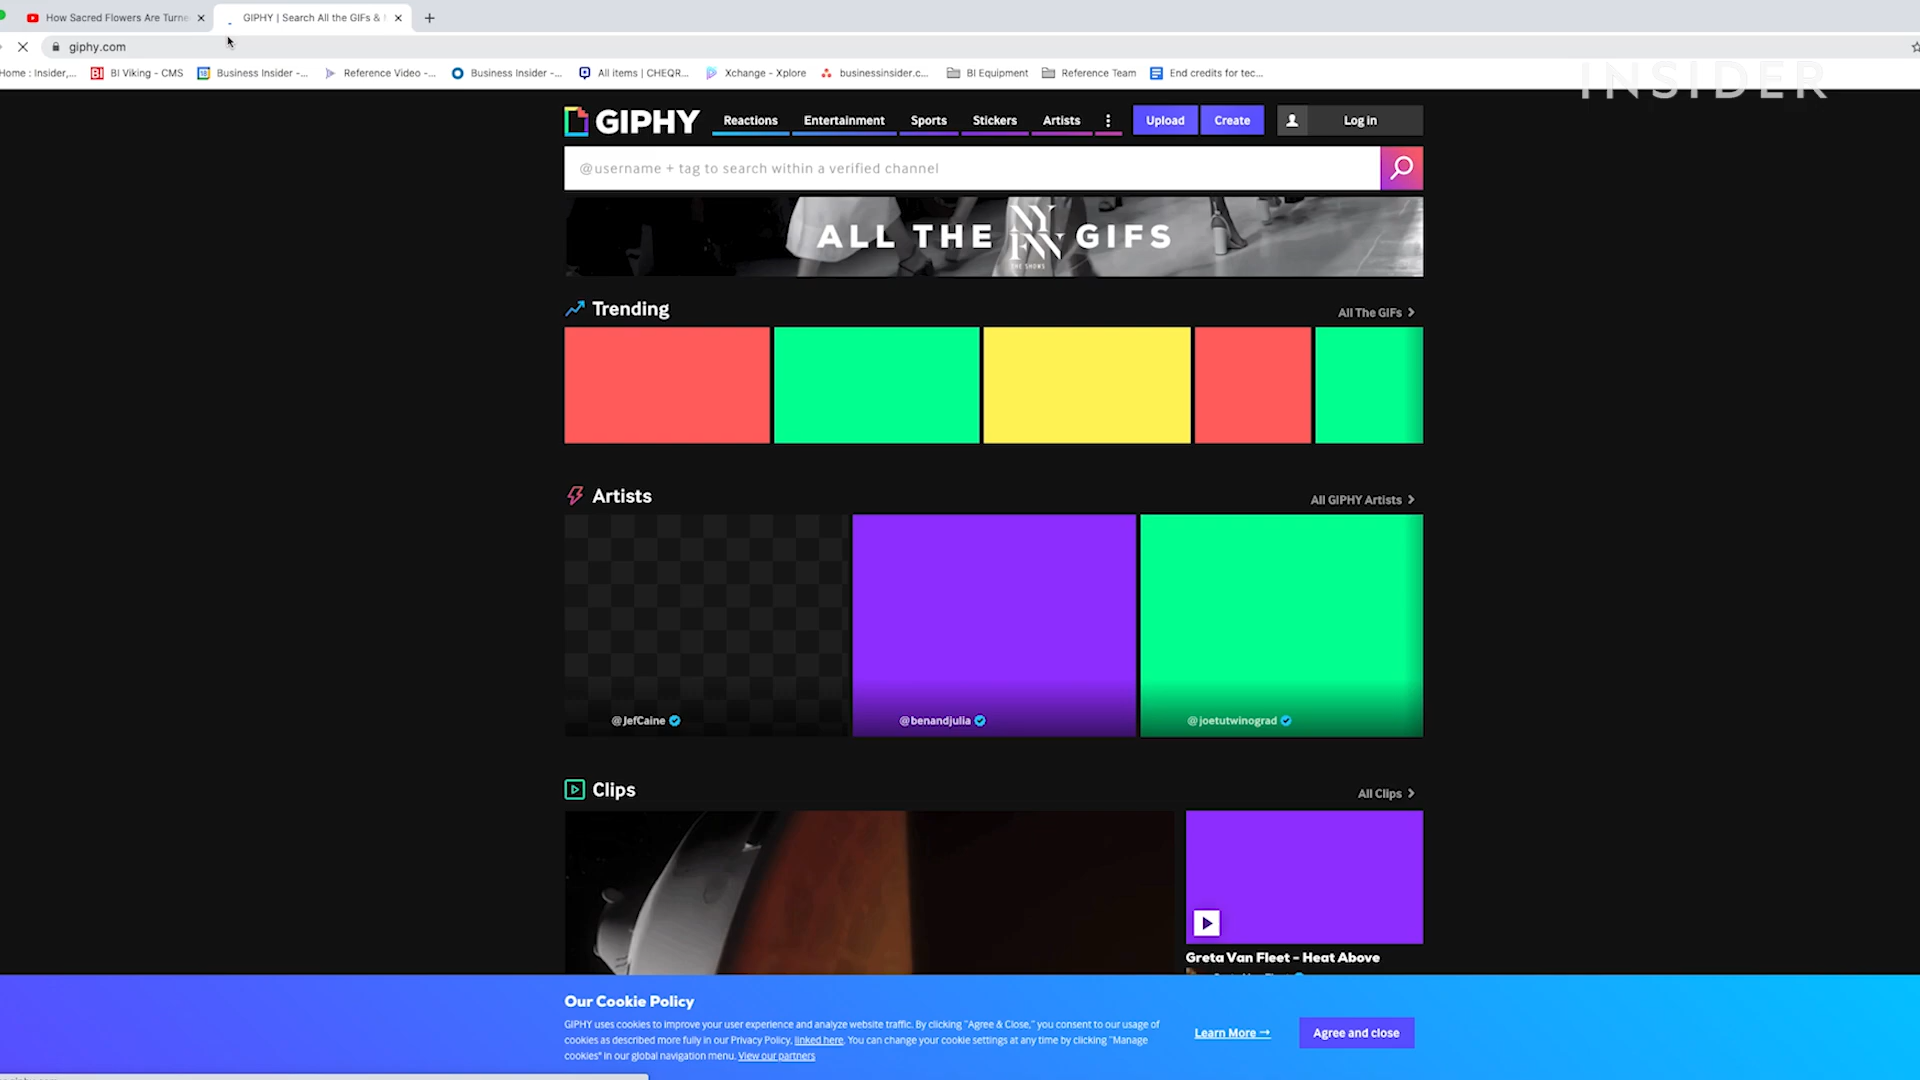 How Sacred Flowers Are Turne
GIPHY | Search All the GIFs &
giphy.com
Home : Insider,...
BI Viking - CMS
Business Insider -...
Reference Video -...
Business Insider -...
All items | CHEQR...
Xchange - Xplore
businessinsider.c...
BI Equipment
Reference Team
End credits for tec...
INSIDER
GIPHY
Reactions
Entertainment
Sports
Stickers
Artists
Upload
Create
Log in
@username + tag to search within a verified channel
ALL THE NYFW GIFS
THE SHOWS
Trending
All The GIFs
Artists
All GIPHY Artists
@JefCaine
@benandjulia
@joetutwinograd
Clips
All Clips
Greta Van Fleet - Heat Above
Our Cookie Policy
GIPHY uses cookies to improve your user experience and analyze website traffic. By clicking "Agree & Close," you consent to our usage of
cookies as described more fully in our Privacy Policy, linked here. You can change your cookie settings at any time by clicking "Manage
cookies" in our global navigation menu. View our partners
Learn More →
Agree and close